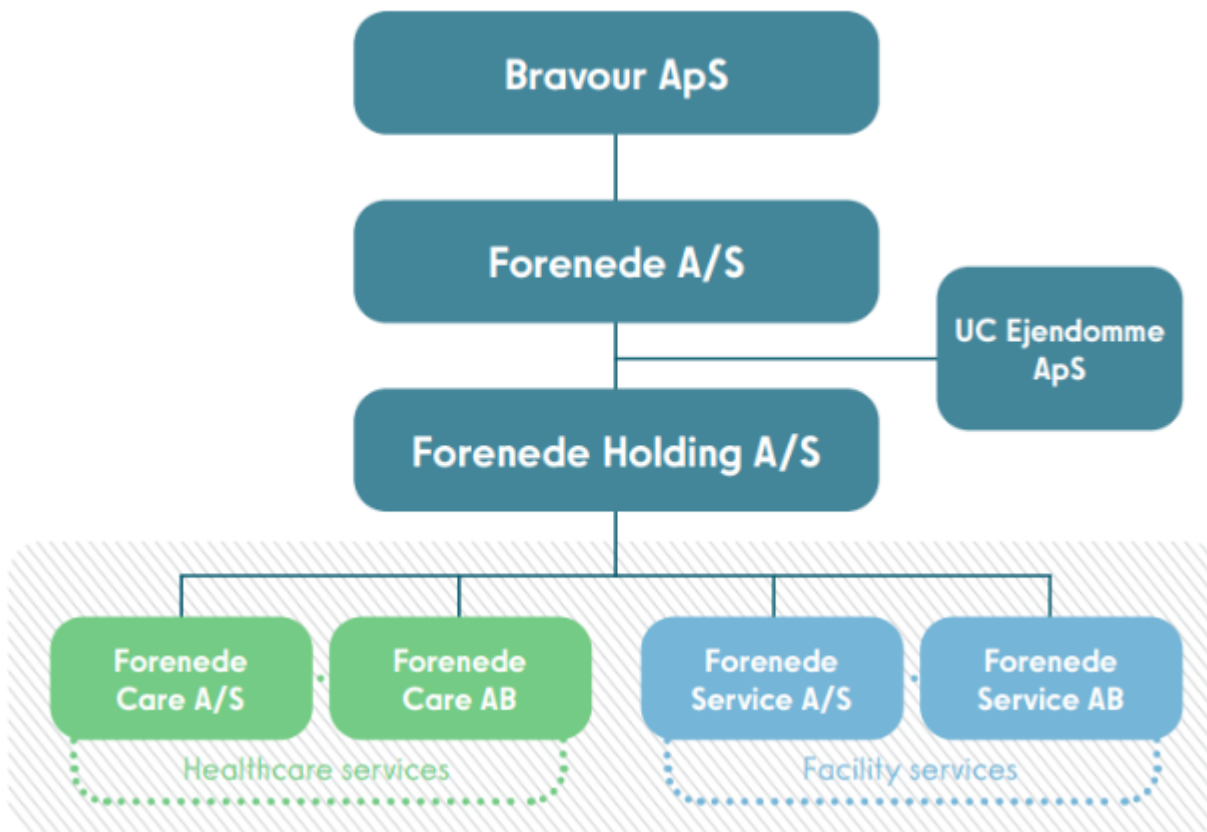 Bravour ApS
Forenede A/S
UC Ejendomme
ApS
Forenede Holding A/S
Forenede
Care A/S
Forenede
Care AB
Forenede
Service A/S
Forenede
Service AB
Healthcare services
Facility services